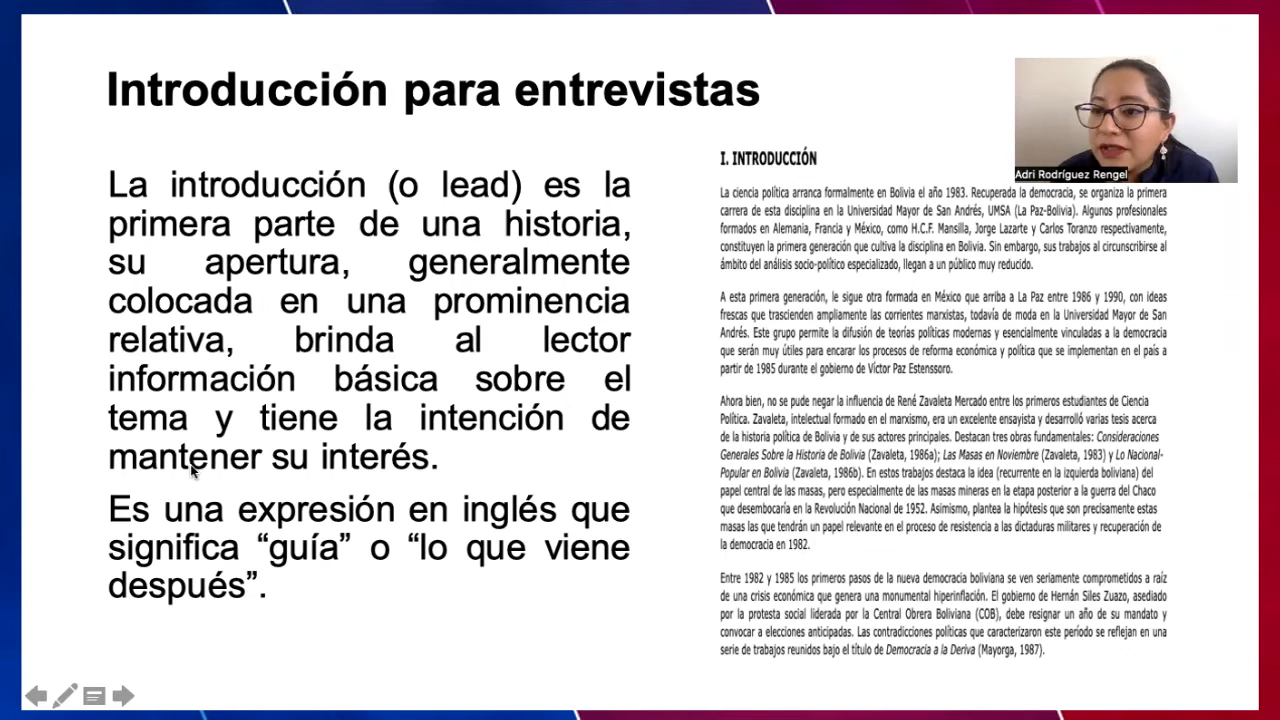 Introducción para entrevistas
La introducción (o lead) es la
primera parte de una historia,
su apertura, generalmente
colocada en una prominencia
relativa, brinda al lector
información básica sobre el
tema y tiene la intención de
mantener su interés.
Es una expresión en inglés que
significa “guía” o “lo que viene
después”.
Adri Rodríguez Rengel
I. INTRODUCCIÓN
La ciencia política arranca formalmente en Bolivia el año 1983. Recuperada la democracia, se organiza la primera
carrera de esta disciplina en la Universidad Mayor de San Andrés, UMSA (La Paz-Bolivia). Algunos profesionales
formados en Alemania, Francia y México, como H.C.F. Mansilla, Jorge Lazarte y Carlos Toranzo respectivamente,
constituyen la primera generación que cultiva la disciplina en Bolivia. Sin embargo, sus trabajos al circunscribirse al
ámbito del análisis socio-político especializado, llegan a un público muy reducido.
A esta primera generación, le sigue otra formada en México que arriba a La Paz entre 1986 y 1990, con ideas
frescas que trascienden ampliamente las corrientes marxistas, todavía de moda en la Universidad Mayor de San
Andrés. Este grupo permite la difusión de teorías políticas modernas y esencialmente vinculadas a la democracia
que serán muy útiles para encarar los procesos de reforma económica y política que se implementan en el país a
partir de 1985 durante el gobierno de Víctor Paz Estenssoro.
Ahora bien, no se pude negar la influencia de René Zavaleta Mercado entre los primeros estudiantes de Ciencia
Política. Zavaleta, intelectual formado en el marxismo, era un excelente ensayista y desarrolló varias tesis acerca
de la historia política de Bolivia y de sus actores principales. Destacan tres obras fundamentales: Consideraciones
Generales Sobre la Historia de Bolivia (Zavaleta, 1986a); Las Masas en Noviembre (Zavaleta, 1983) y Lo Nacional-
Popular en Bolivia (Zavaleta, 1986b). En estos trabajos destaca la idea (recurrente en la izquierda boliviana) del
papel central de las masas, pero especialmente de las masas mineras en la etapa posterior a la guerra del Chaco
que desembocaría en la Revolución Nacional de 1952. Asimismo, plantea la hipótesis que son precisamente estas
masas las que tendrán un papel relevante en el proceso de resistencia a las dictaduras militares y recuperación de
la democracia en 1982.
Entre 1982 y 1985 los primeros pasos de la nueva democracia boliviana se ven seriamente comprometidos a raíz
de una crisis económica que genera una monumental hiperinflación. El gobierno de Hernán Siles Zuazo, asediado
por la protesta social liderada por la Central Obrera Boliviana (COB), debe resignar un año de su mandato y
convocar a elecciones anticipadas. Las contradicciones políticas que caracterizaron este período se reflejan en una
serie de trabajos reunidos bajo el título de Democracia a la Deriva (Mayorga, 1987).